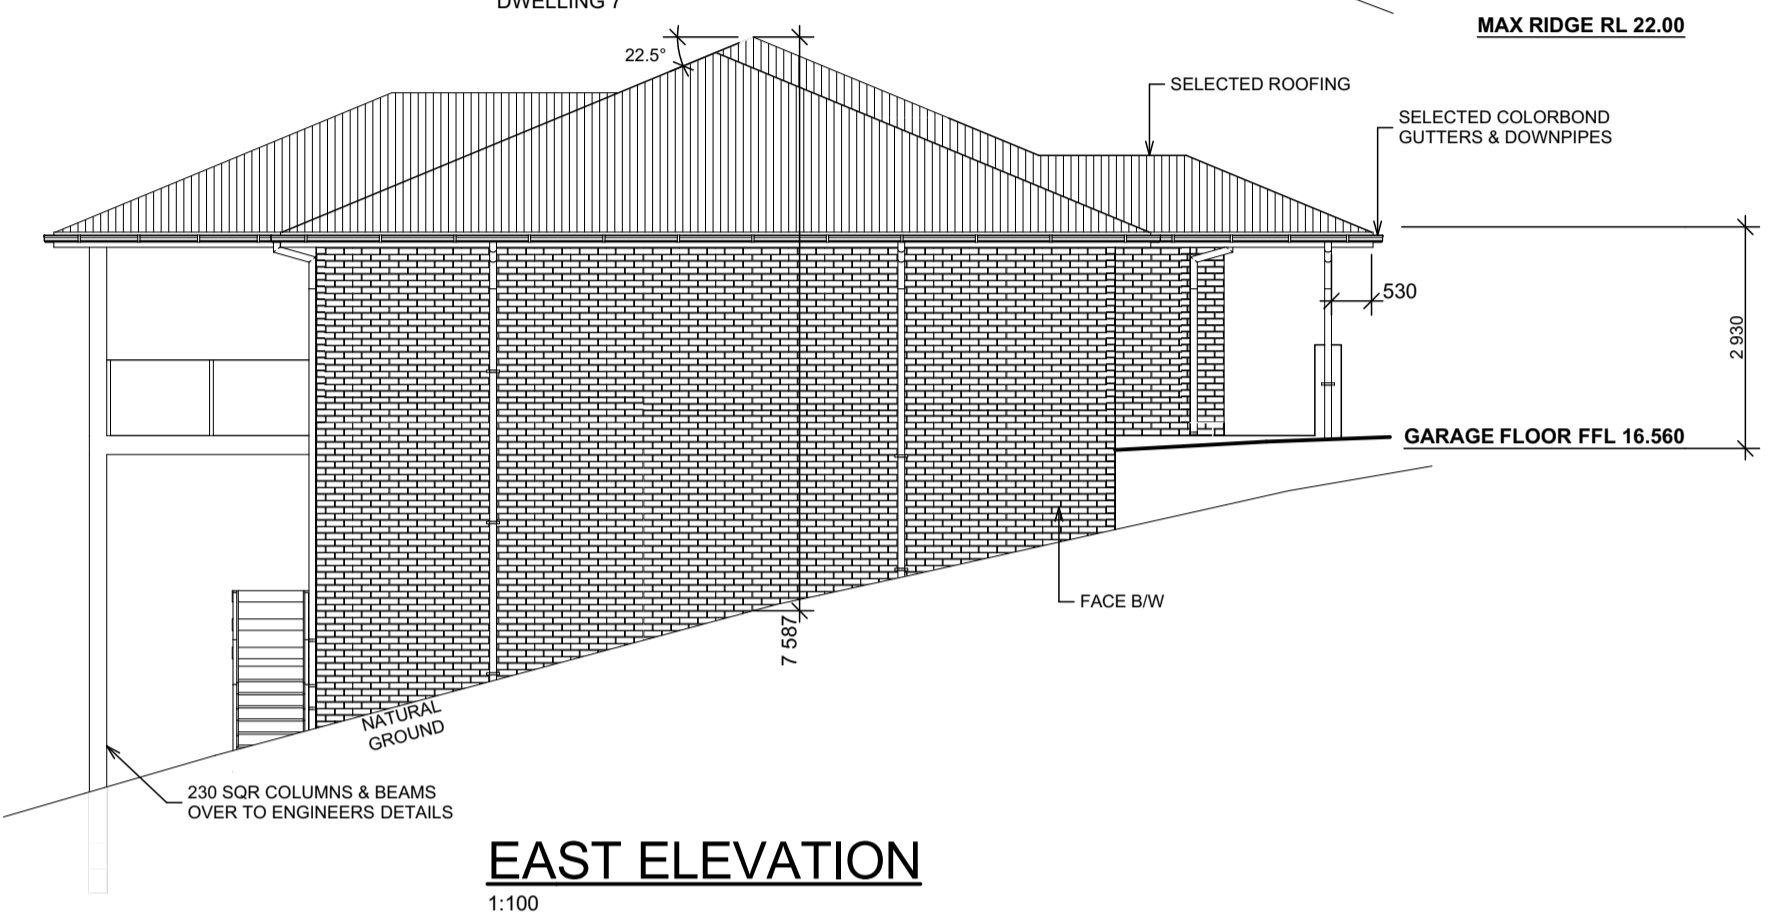 DWELLING 7
MAX RIDGE RL 22.00
22.5°
SELECTED ROOFING
SELECTED COLORBOND
GUTTERS & DOWNPIPES
530
2 930
GARAGE FLOOR FFL 16.560
FACE B/W
7 587
NATURAL
GROUND
230 SQR COLUMNS & BEAMS
OVER TO ENGINEERS DETAILS
EAST ELEVATION
1:100